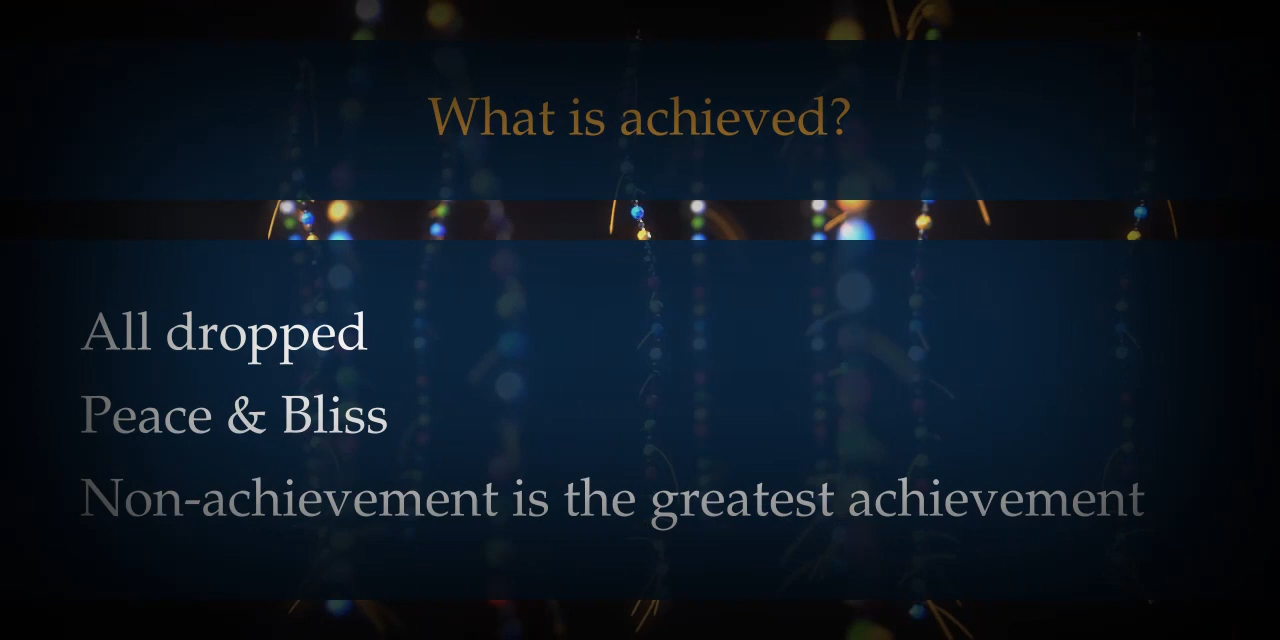 What is achieved?
All dropped
Peace & Bliss
Non-achievement is the greatest achievement